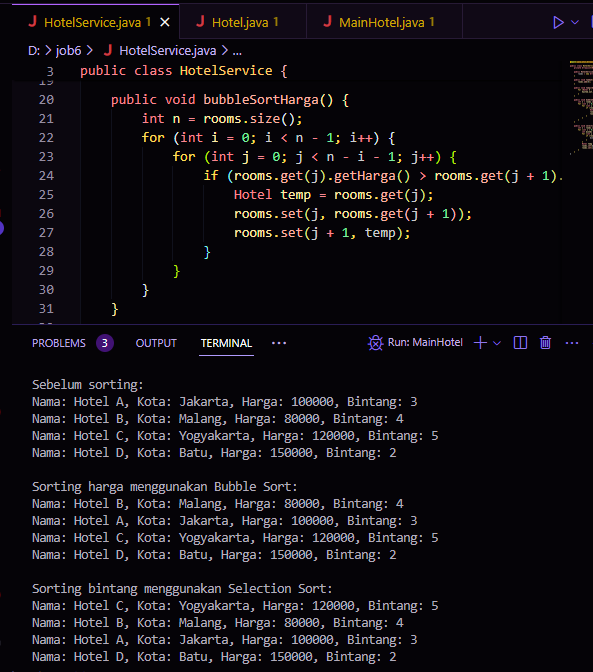 HotelService.java 1 Hotel.java 1 MainHotel.java 1
D: > job6 > HotelService.java > ...
3 public class HotelService {
19
20 public void bubbleSortHarga() {
21 int n = rooms.size();
22 for (int i = 0; i < n - 1; i++) {
23 for (int j = 0; j < n - i - 1; j++) {
24 if (rooms.get(j).getHarga() > rooms.get(j + 1).
25 Hotel temp = rooms.get(j);
26 rooms.set(j, rooms.get(j + 1));
27 rooms.set(j + 1, temp);
28 }
29 }
30 }
31 }
PROBLEMS 3 OUTPUT TERMINAL ... Run: MainHotel
Sebelum sorting:
Nama: Hotel A, Kota: Jakarta, Harga: 100000, Bintang: 3
Nama: Hotel B, Kota: Malang, Harga: 80000, Bintang: 4
Nama: Hotel C, Kota: Yogyakarta, Harga: 120000, Bintang: 5
Nama: Hotel D, Kota: Batu, Harga: 150000, Bintang: 2
Sorting harga menggunakan Bubble Sort:
Nama: Hotel B, Kota: Malang, Harga: 80000, Bintang: 4
Nama: Hotel A, Kota: Jakarta, Harga: 100000, Bintang: 3
Nama: Hotel C, Kota: Yogyakarta, Harga: 120000, Bintang: 5
Nama: Hotel D, Kota: Batu, Harga: 150000, Bintang: 2
Sorting bintang menggunakan Selection Sort:
Nama: Hotel C, Kota: Yogyakarta, Harga: 120000, Bintang: 5
Nama: Hotel B, Kota: Malang, Harga: 80000, Bintang: 4
Nama: Hotel A, Kota: Jakarta, Harga: 100000, Bintang: 3
Nama: Hotel D, Kota: Batu, Harga: 150000, Bintang: 2